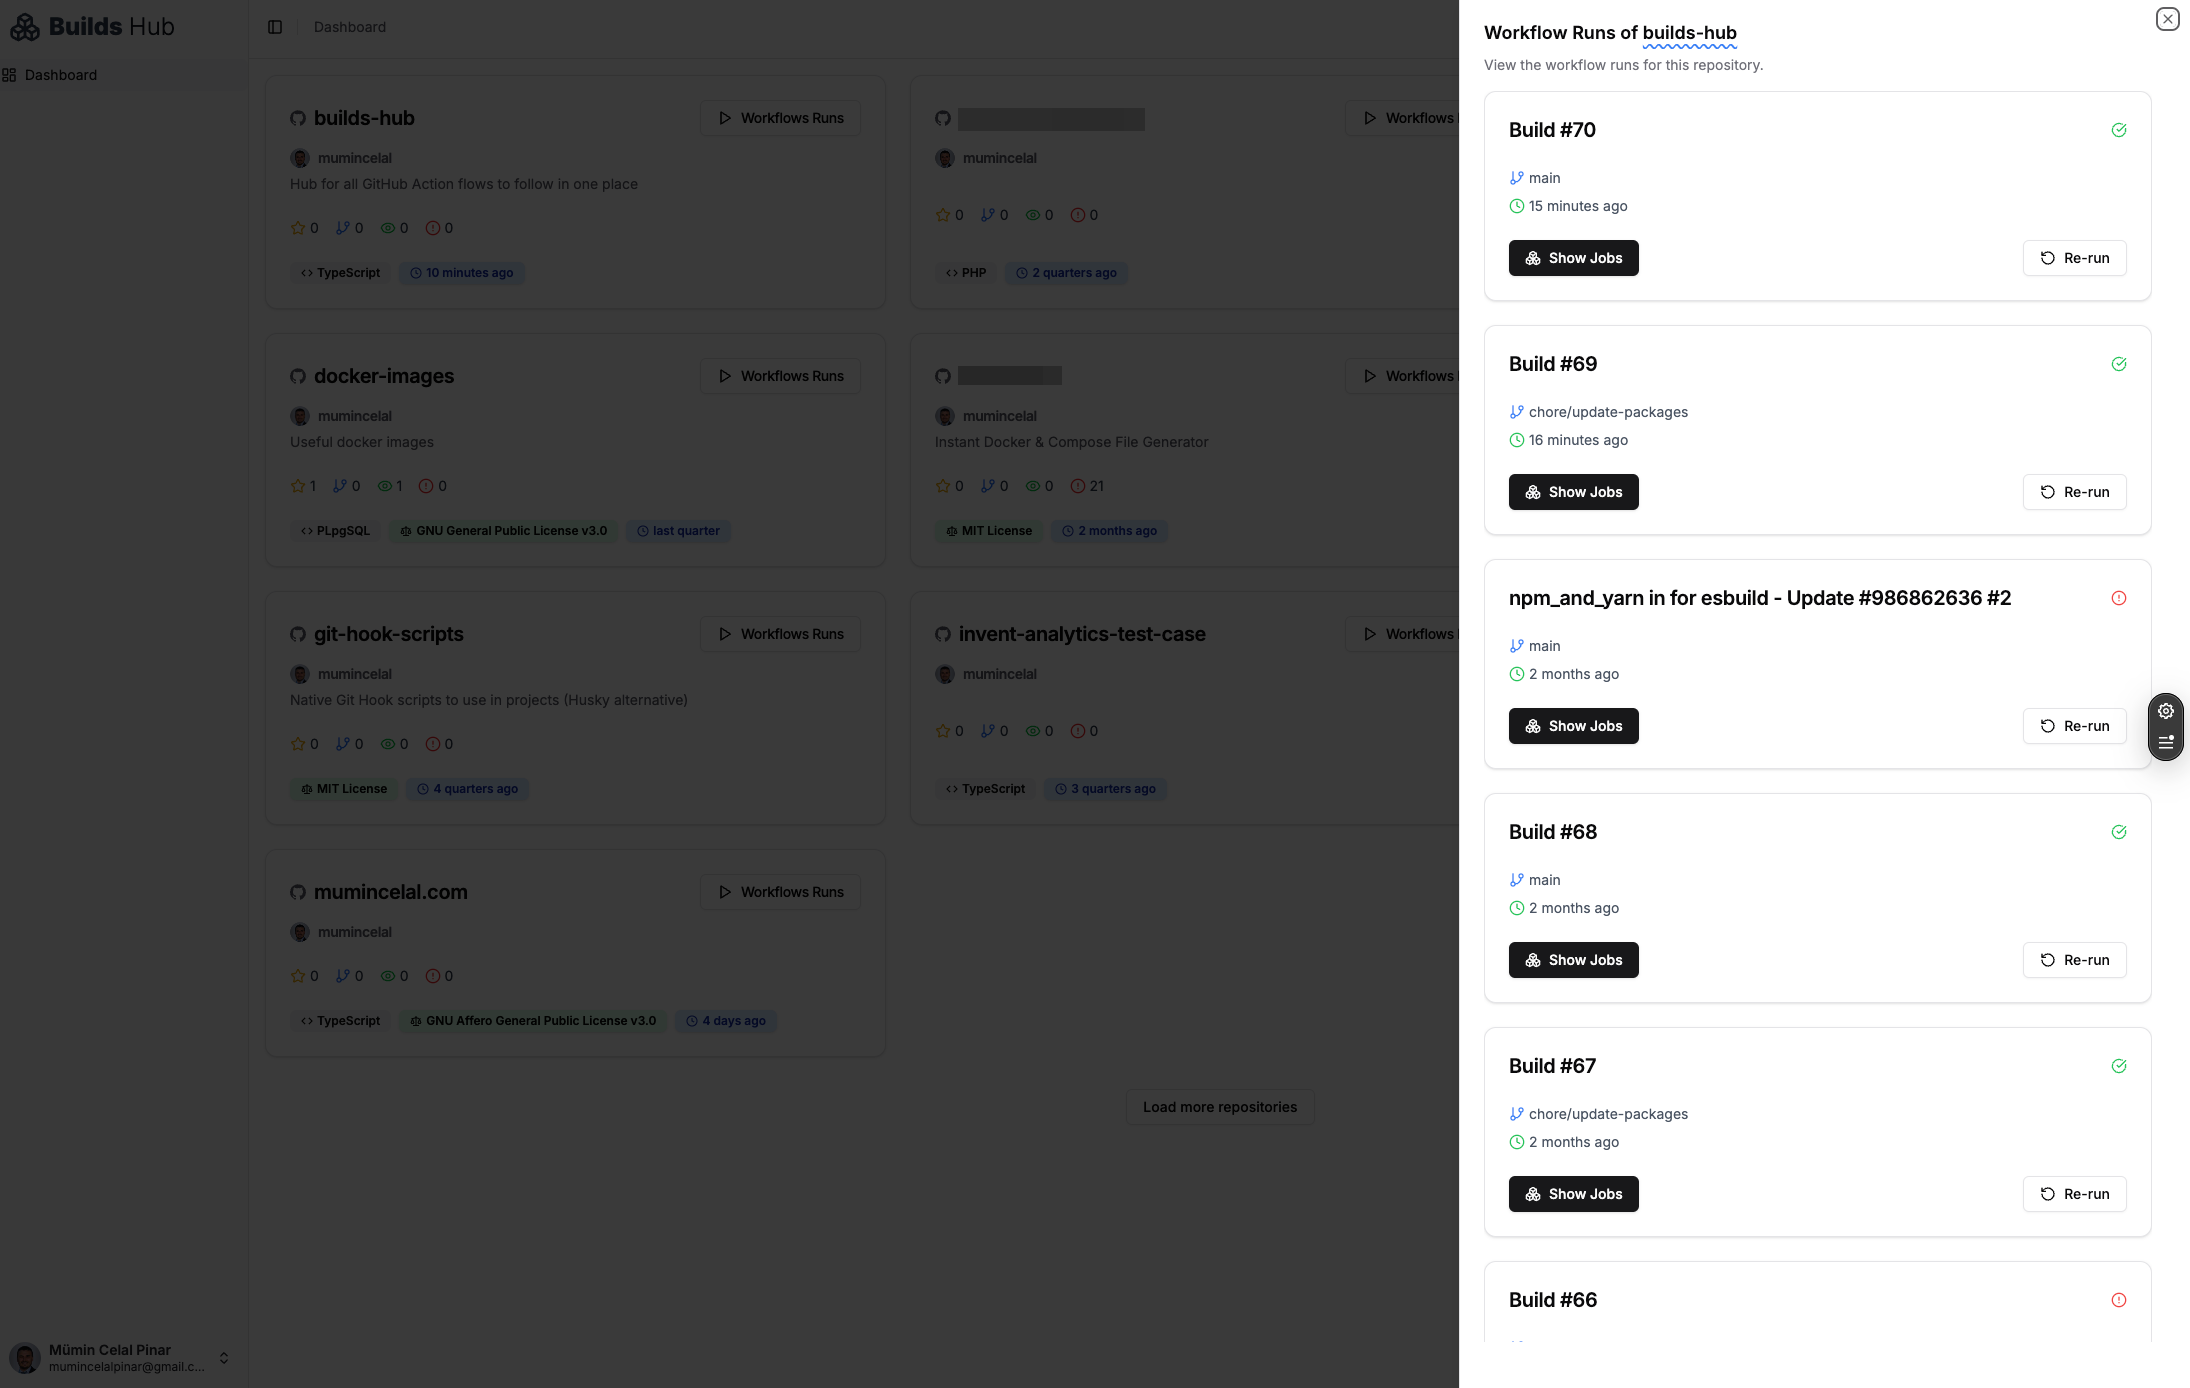 Builds Hub
Dashboard
Dashboard
builds-hub
Workflows Runs
mumincelal
Hub for all GitHub Action flows to follow in one place
0 0 0 0
TypeScript 10 minutes ago
Workflows
mumincelal
0 0 0 0
PHP 2 quarters ago
docker-images
Workflows Runs
mumincelal
Useful docker images
1 0 1 0
PLpgSQL GNU General Public License v3.0 last quarter
Workflows
mumincelal
Instant Docker & Compose File Generator
0 0 0 21
MIT License 2 months ago
git-hook-scripts
Workflows Runs
mumincelal
Native Git Hook scripts to use in projects (Husky alternative)
0 0 0 0
MIT License 4 quarters ago
invent-analytics-test-case
Workflows
mumincelal
0 0 0 0
TypeScript 3 quarters ago
mumincelal.com
Workflows Runs
mumincelal
0 0 0 0
TypeScript GNU Affero General Public License v3.0 4 days ago
Load more repositories
Mümin Celal Pinar
mumincelalpinar@gmail.c...
Workflow Runs of builds-hub
View the workflow runs for this repository.
Build #70
main
15 minutes ago
Show Jobs
Re-run
Build #69
chore/update-packages
16 minutes ago
Show Jobs
Re-run
npm_and_yarn in for esbuild - Update #986862636 #2
main
2 months ago
Show Jobs
Re-run
Build #68
main
2 months ago
Show Jobs
Re-run
Build #67
chore/update-packages
2 months ago
Show Jobs
Re-run
Build #66